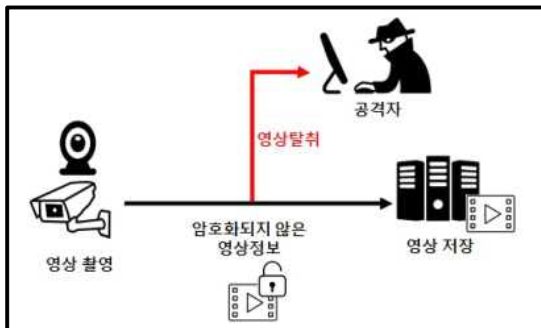 공격자
영상탈취
암호화되지 않은
영상정보
영상 촬영
영상 저장